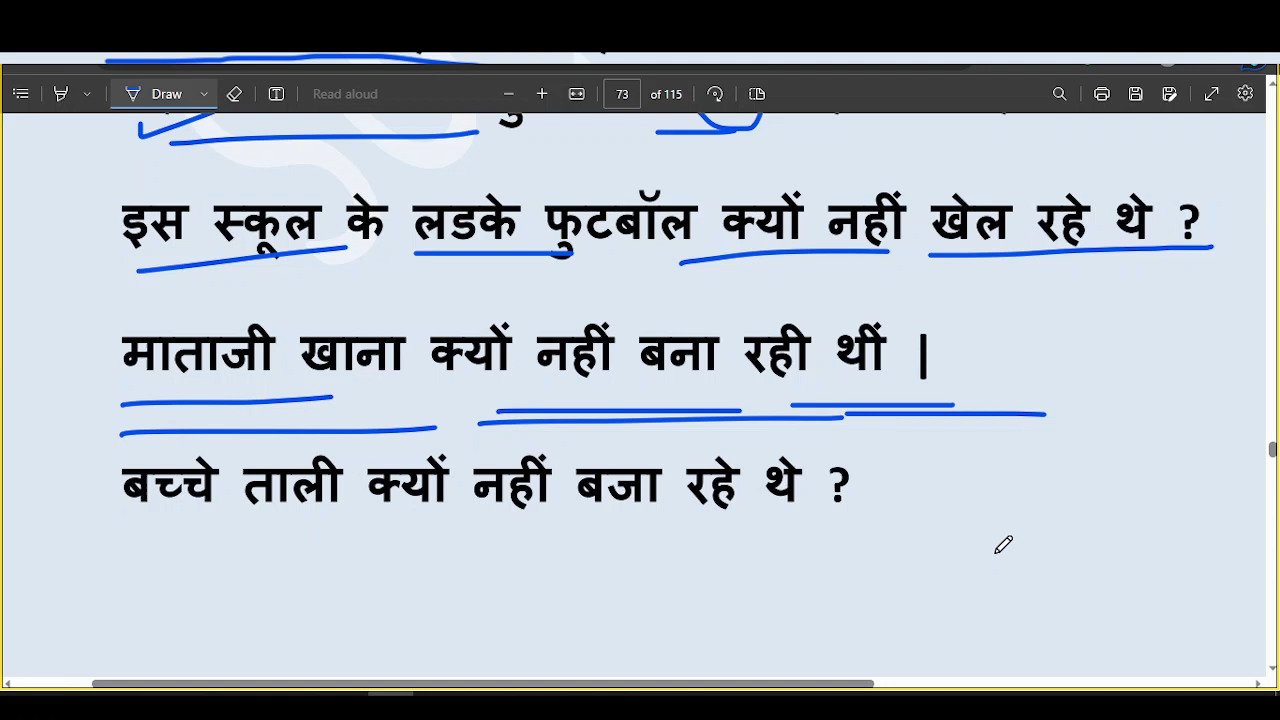 Draw
Read aloud
73 of 115
इस स्कूल के लडके फुटबॉल क्यों नहीं खेल रहे थे ?
माताजी खाना क्यों नहीं बना रही थीं |
बच्चे ताली क्यों नहीं बजा रहे थे ?